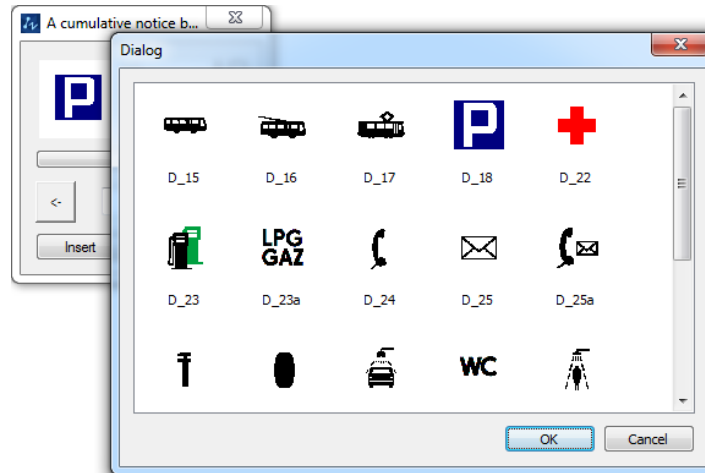 A cumulative notice b...
Dialog
P
P
D_15
D_16
D_17
D_18
D_22
LPG
GAZ
D_23
D_23a
D_24
D_25
D_25a
WC
<-
Insert
OK
Cancel